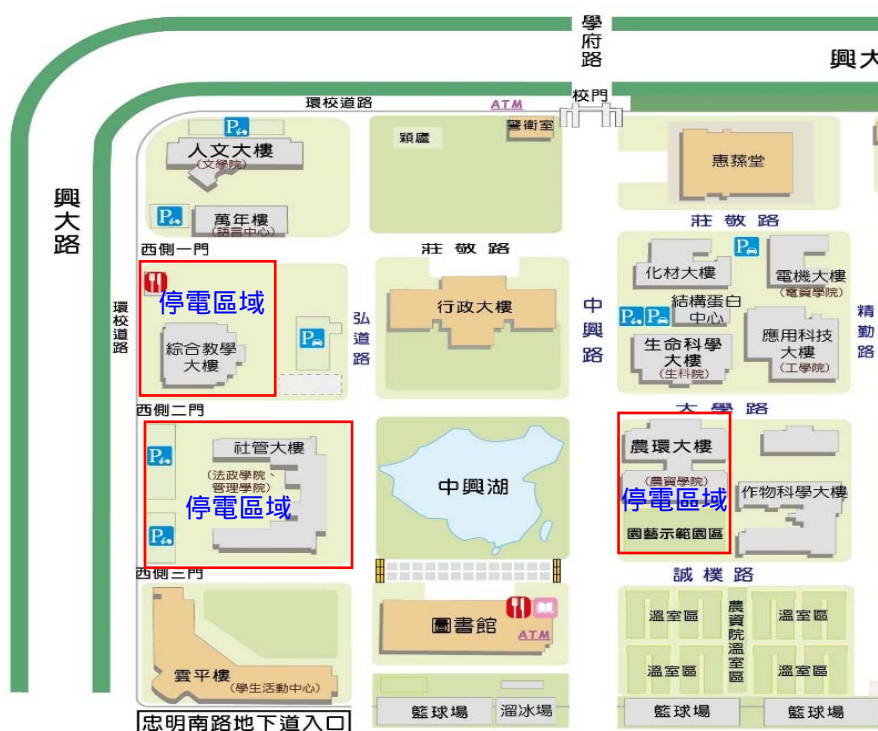 學府路
興大
校門
環校道路
ATM
警衛室
穎廬
人文大樓
(文學院)
惠蓀堂
興大路
萬年樓
(語言中心)
莊敬路
西側一門
莊敬路
停電區域
環校道路
綜合教學
大樓
弘道路
行政大樓
中興路
化材大樓
電機大樓
(電資學院)
結構蛋白
中心
生命科學
大樓
(生科院)
應用科技
大樓
(工學院)
精勤路
西側二門
大學路
社管大樓
(法政學院、
管理學院)
停電區域
中興湖
農環大樓
(農資學院)
停電區域
園藝示範園區
作物科學大樓
西側三門
誠樸路
圖書館
ATM
溫室區
溫室區
農資院溫室區
溫室區
溫室區
雲平樓
(學生活動中心)
忠明南路地下道入口
籃球場
溜冰場
籃球場
籃球場